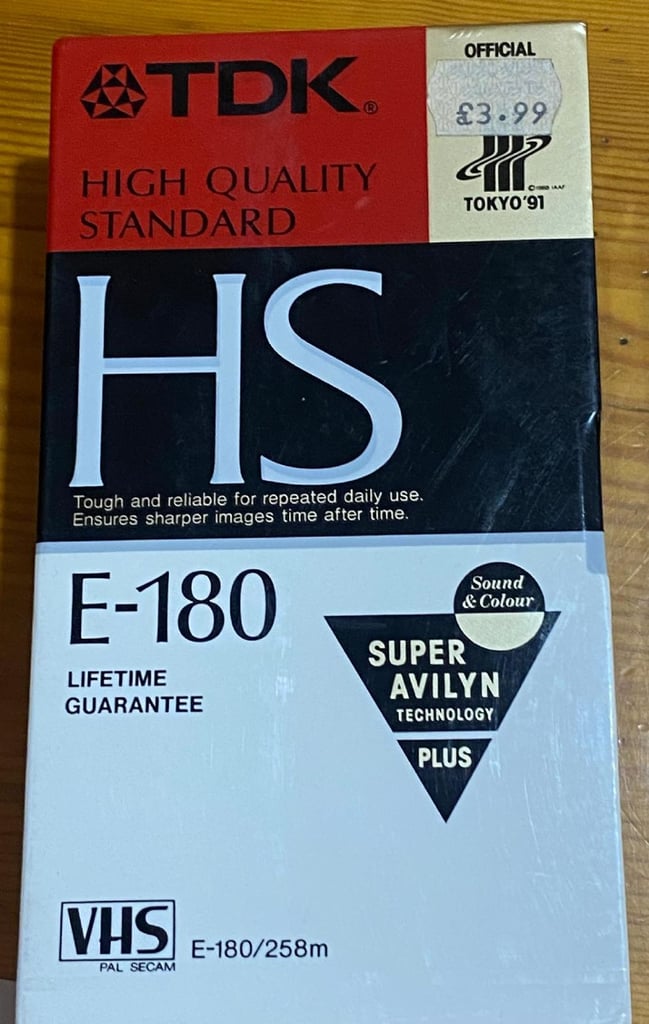 TDK®
HIGH QUALITY
STANDARD
OFFICIAL
£3.99
TOKYO'91
HS
Tough and reliable for repeated daily use.
Ensures sharper images time after time.
E-180
LIFETIME
GUARANTEE
Sound
& Colour
SUPER
AVILYN
TECHNOLOGY
PLUS
VHS
PAL SECAM
E-180/258m